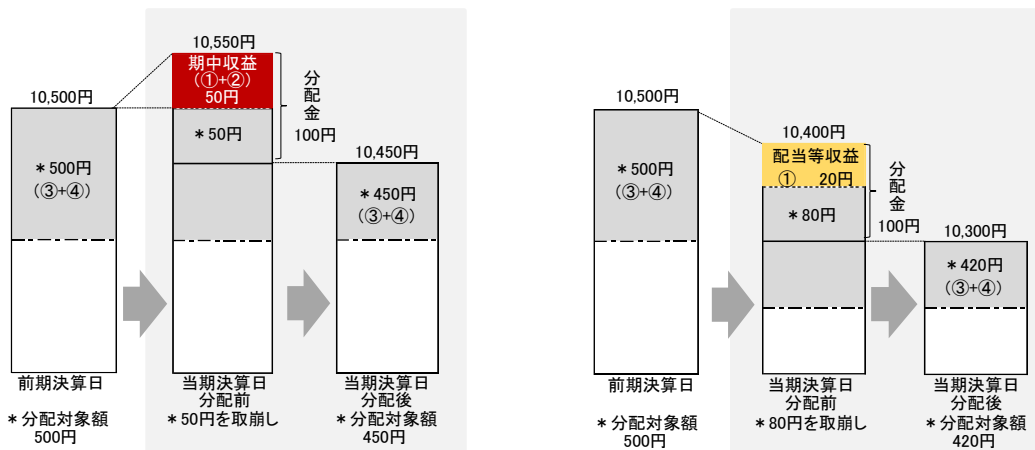 10,550円
期中収益
(①+②)
50円
分配金
100円
10,500円
*500円
(③+④)
*50円
10,450円
*450円
(③+④)
前期決算日
*分配対象額
500円
当期決算日
分配前
*50円を取崩し
当期決算日
分配後
*分配対象額
450円
10,500円
*500円
(③+④)
10,400円
配当等収益
① 20円
*80円
分配金
100円
10,300円
*420円
(③+④)
前期決算日
*分配対象額
500円
当期決算日
分配前
*80円を取崩し
当期決算日
分配後
*分配対象額
420円